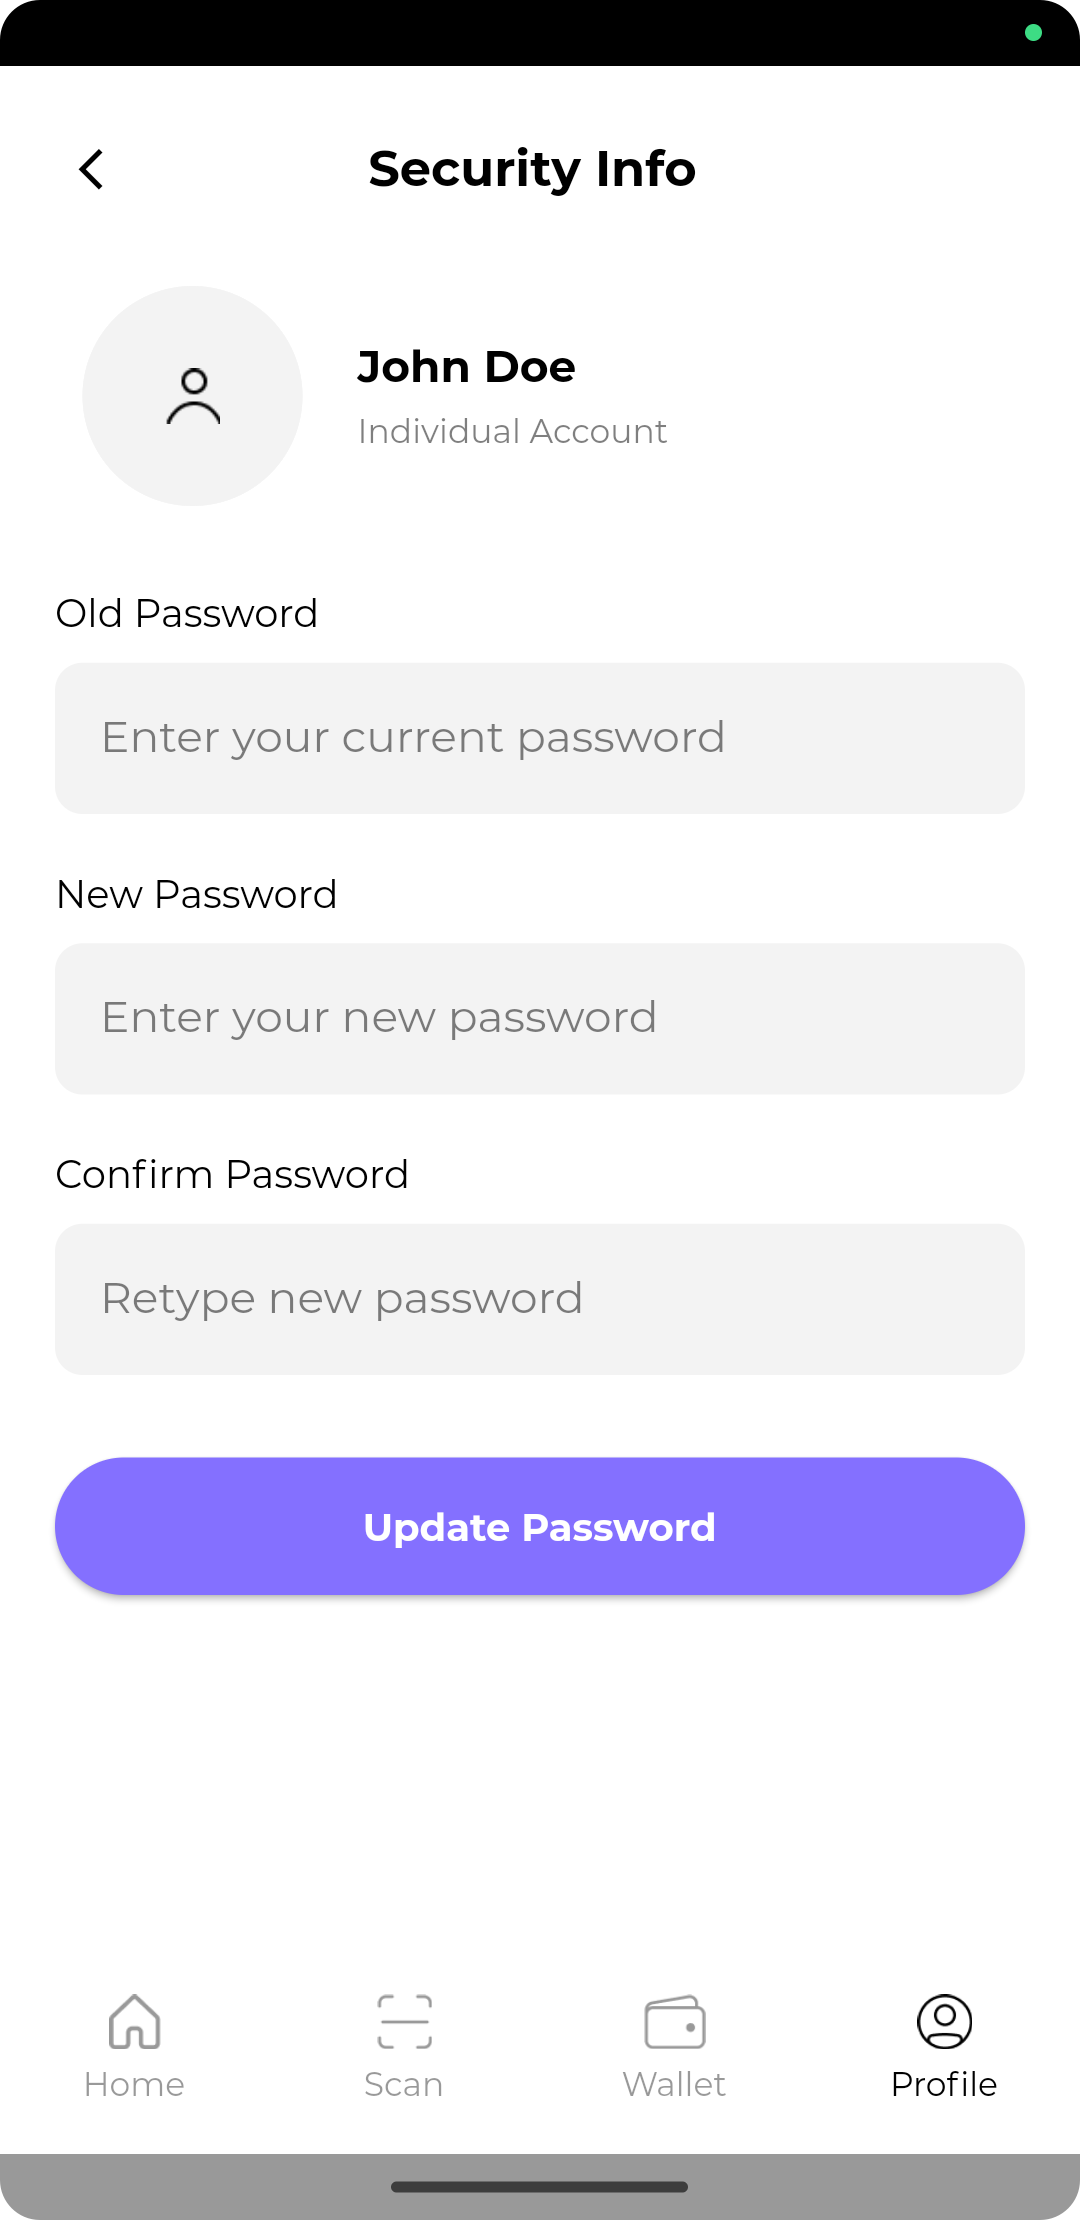 Security Info
John Doe
Individual Account
Old Password
Enter your current password
New Password
Enter your new password
Confirm Password
Retype new password
Update Password
Home
Scan
Wallet
Profile